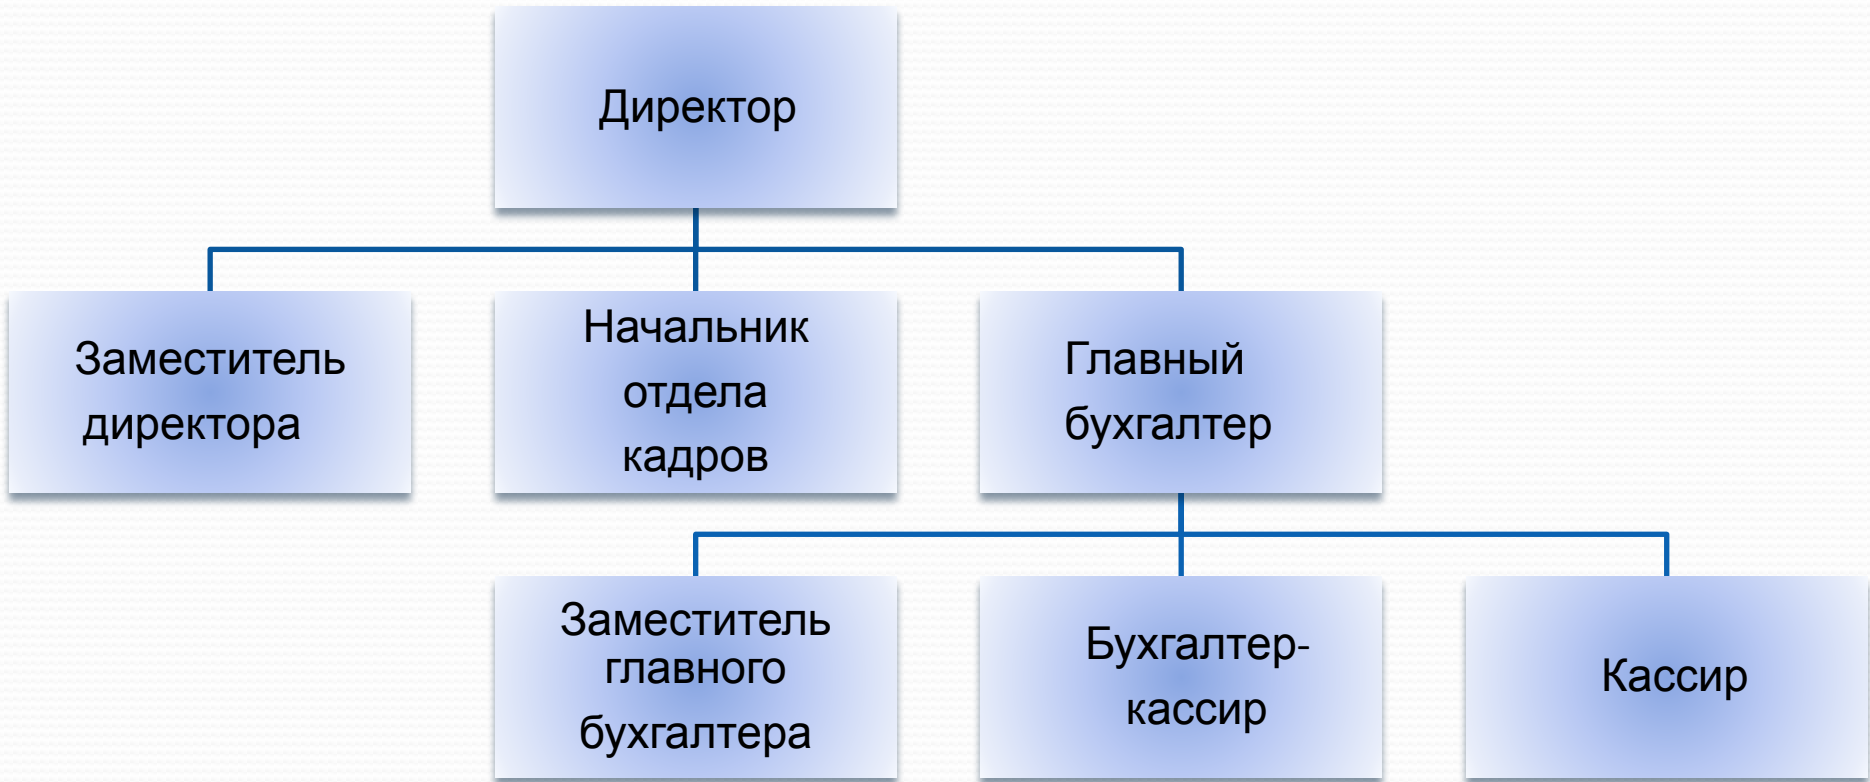 Директор
Заместитель
директора
Начальник
отдела
кадров
Главный
бухгалтер
Заместитель
главного
бухгалтера
Бухгалтер-
кассир
Кассир